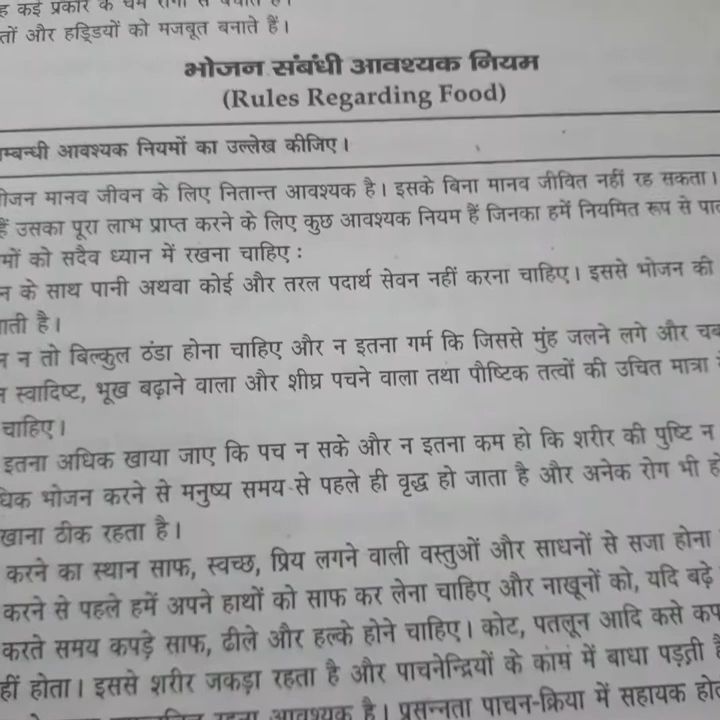 कई प्रकार के चर्म रोगों से बचाते हैं।
और हड्डियों को मजबूत बनाते हैं।
भोजन संबंधी आवश्यक नियम
(Rules Regarding Food)
आवश्यक नियमों का उल्लेख कीजिए।
मानव जीवन के लिए नितान्त आवश्यक है। इसके बिना मानव जीवित नहीं रह सकता।
उसका पूरा लाभ प्राप्त करने के लिए कुछ आवश्यक नियम हैं जिनका हमें नियमित रूप से
को सदैव ध्यान में रखना चाहिए :
के साथ पानी अथवा कोई और तरल पदार्थ सेवन नहीं करना चाहिए। इससे भोजन की
है।
न तो बिल्कुल ठंडा होना चाहिए और न इतना गर्म कि जिससे मुंह जलने लगे और
स्वादिष्ट, भूख बढ़ाने वाला और शीघ्र पचने वाला तथा पौष्टिक तत्वों की उचित मात्रा
चाहिए।
इतना अधिक खाया जाए कि पच न सके और न इतना कम हो कि शरीर की पुष्टि न
भोजन करने से मनुष्य समय से पहले ही वृद्ध हो जाता है और अनेक रोग भी
खाना ठीक रहता है।
करने का स्थान साफ, स्वच्छ, प्रिय लगने वाली वस्तुओं और साधनों से सजा होना
करने से पहले हमें अपने हाथों को साफ कर लेना चाहिए और नाखूनों को, यदि बढ़े
करते समय कपड़े साफ, ढीले और हल्के होने चाहिए। कोट, पतलून आदि कसे
होता। इससे शरीर जकड़ा रहता है और पाचनेन्द्रियों के काम में बाधा पड़ती
रहना आवश्यक है। प्रसन्नता पाचन-क्रिया में सहायक